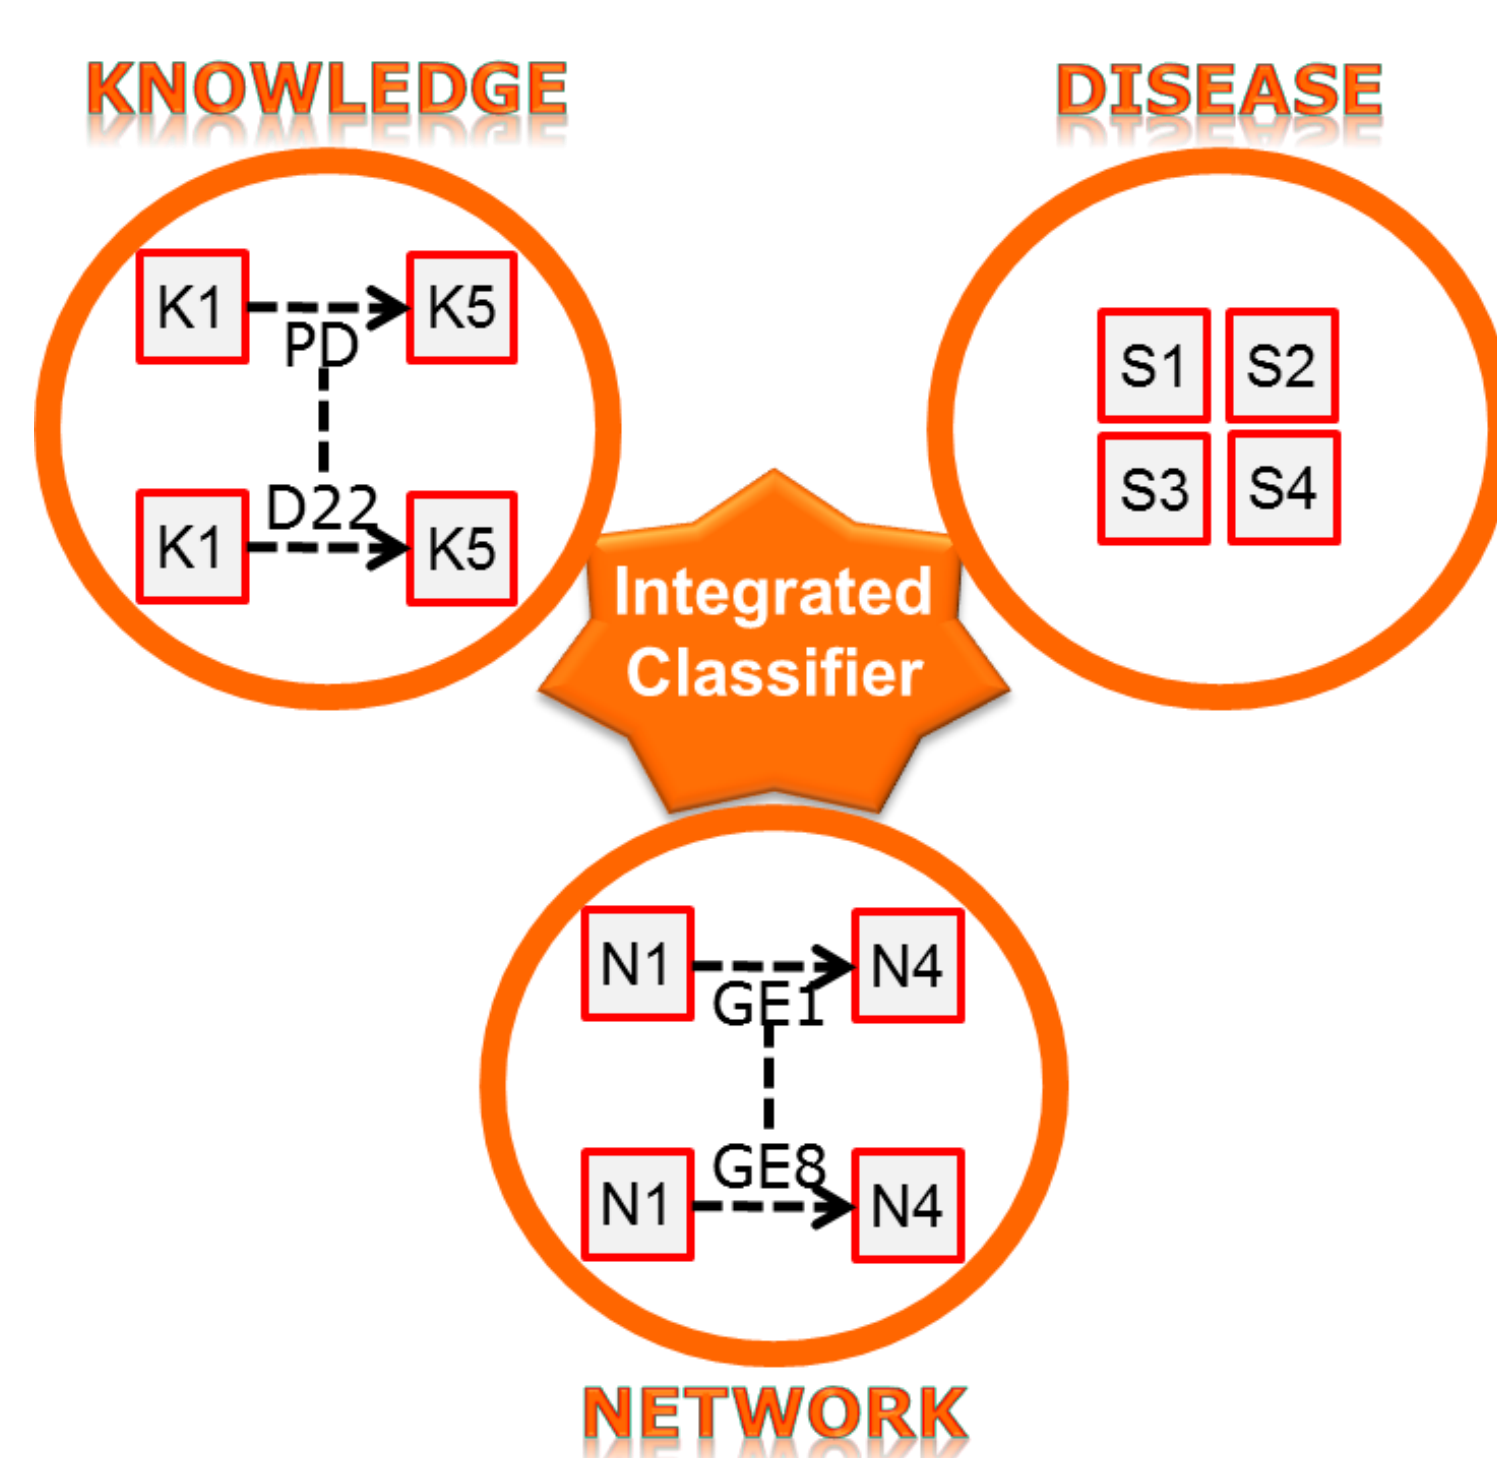 KNOWLEDGE
K1
K5
PD
D22
K1
K5
DISEASE
S1 S2
S3 S4
Integrated
Classifier
N1
N4
GE1
GE8
N1
N4
NETWORK